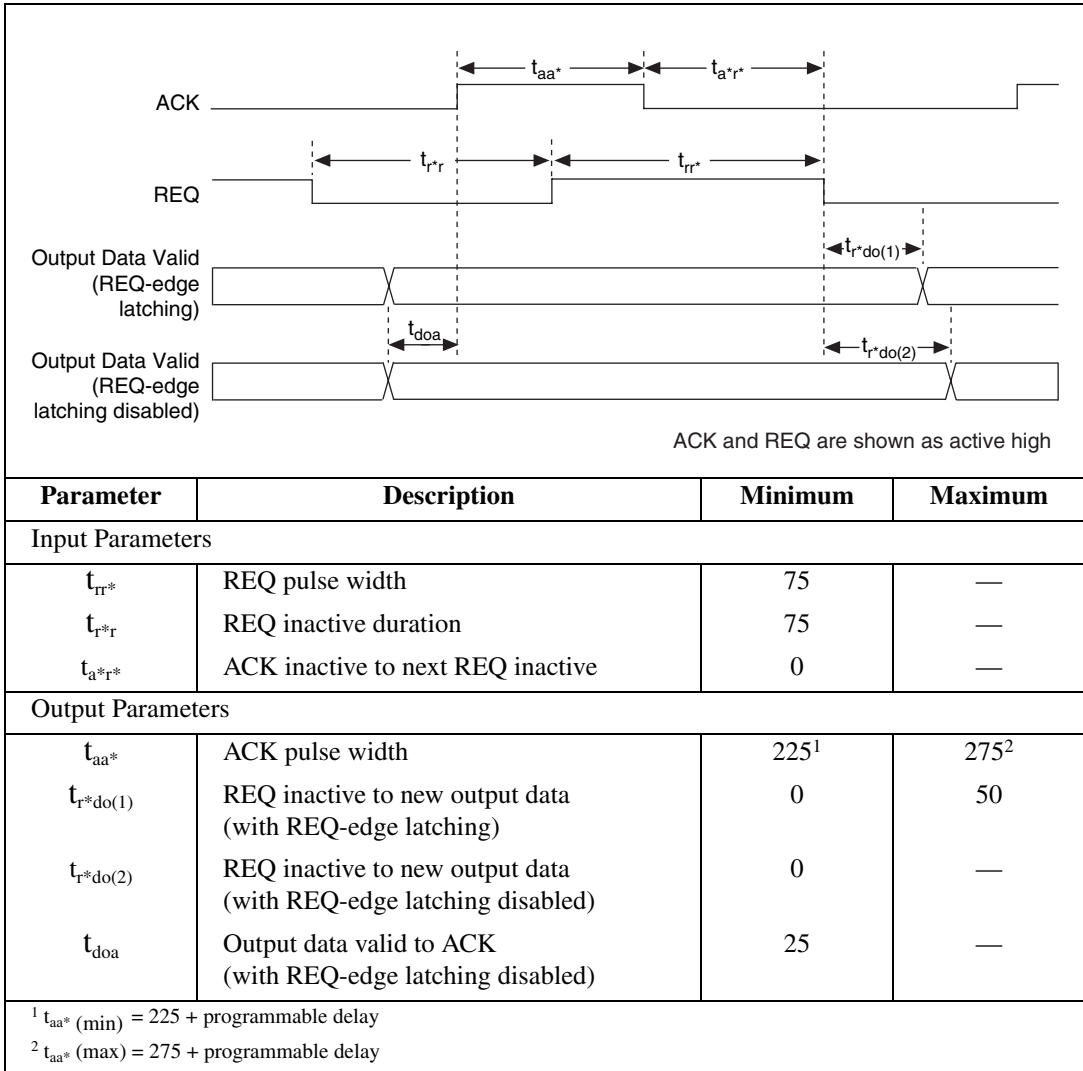 t_aa*
t_a*r*
ACK
t_r*r
t_rr*
REQ
Output Data Valid
(REQ-edge
latching)
t_r*do(1)
t_doa
t_r*do(2)
Output Data Valid
(REQ-edge
latching disabled)
ACK and REQ are shown as active high
Parameter Description Minimum Maximum
Input Parameters
t_rr* REQ pulse width 75 —
t_r*r REQ inactive duration 75 —
t_a*r* ACK inactive to next REQ inactive 0 —
Output Parameters
t_aa* ACK pulse width 225¹ 275²
t_r*do(1) REQ inactive to new output data 0 50
(with REQ-edge latching)
t_r*do(2) REQ inactive to new output data 0 —
(with REQ-edge latching disabled)
t_doa Output data valid to ACK 25 —
(with REQ-edge latching disabled)
¹ t_aa* (min) = 225 + programmable delay
² t_aa* (max) = 275 + programmable delay